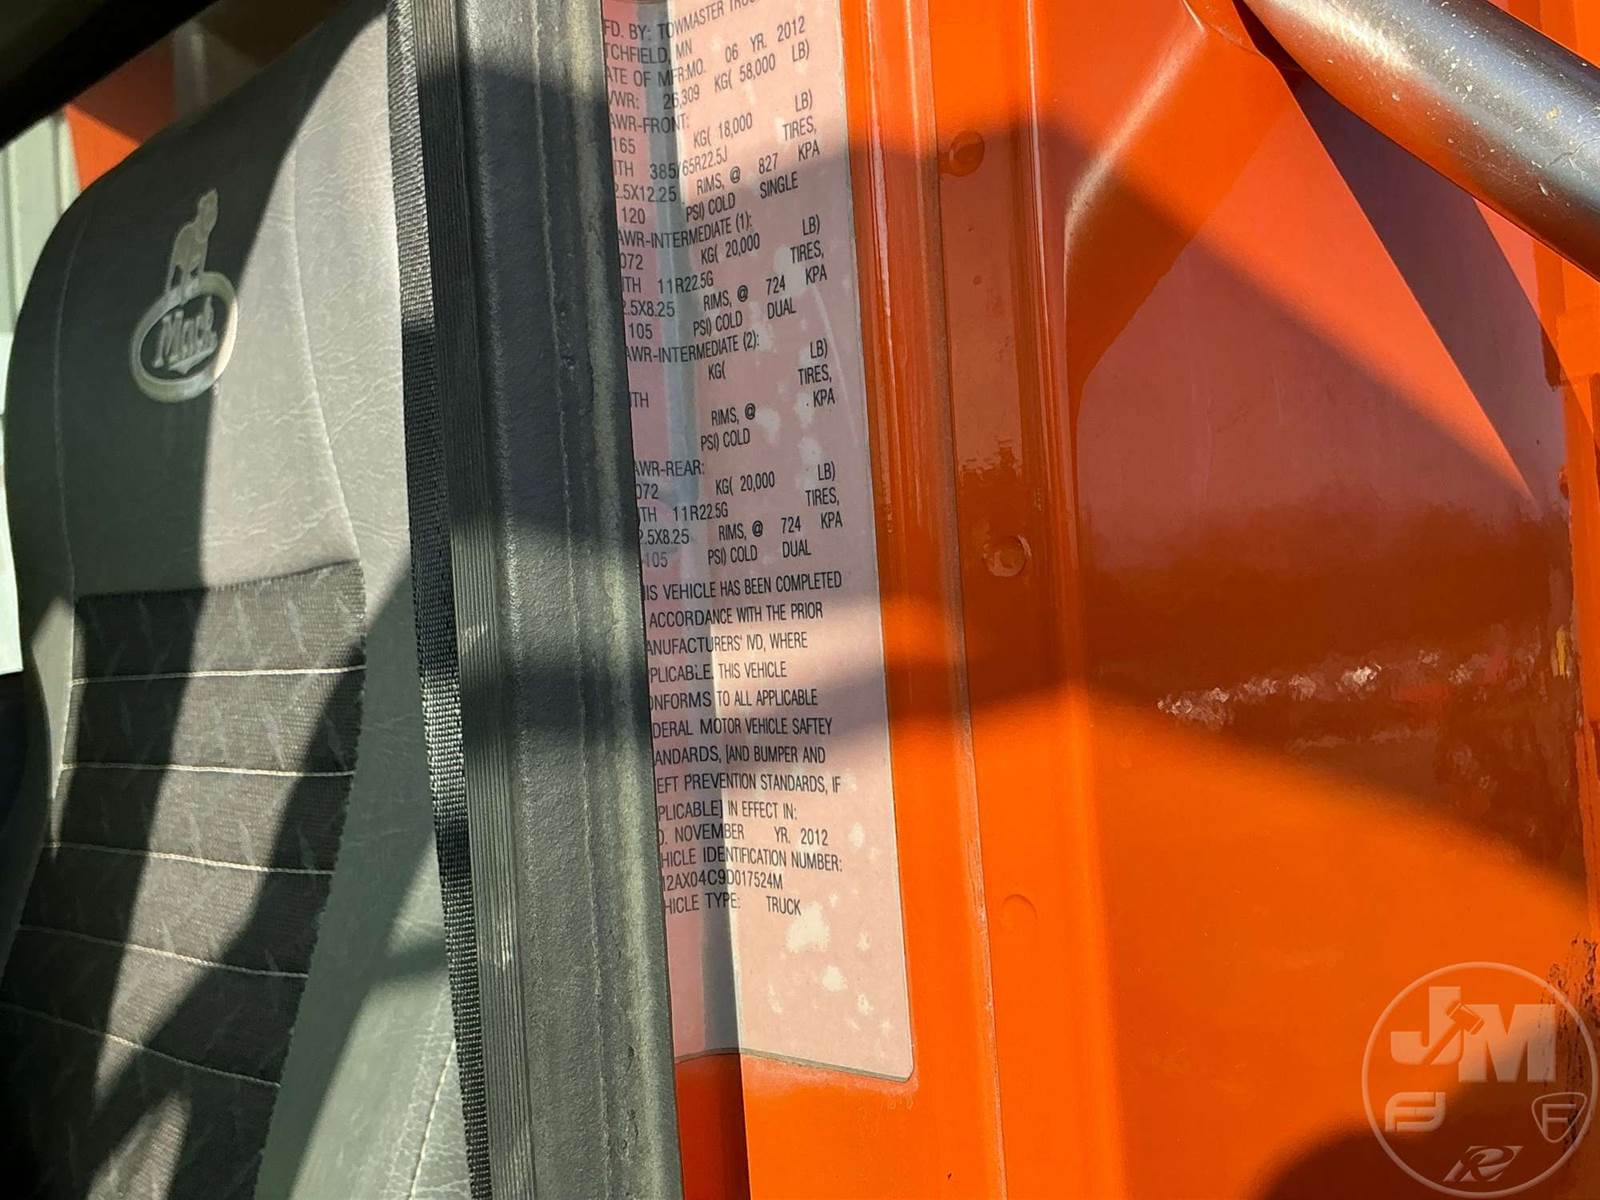 Mack
FD. BY: TOWMASTER TRUC
TCHFIELD, MN
ATE OF MFR:MO. 06 YR. 2012
VWR: 26,309 KG( 58,000 LB)
AWR-FRONT:
165 KG( 18,000 LB)
ITH 385/65R22.5J TIRES,
2.5X12.25 RIMS, @ 827 KPA
120 PSI) COLD SINGLE
AWR-INTERMEDIATE (1):
072 KG( 20,000 LB)
ITH 11R22.5G TIRES,
2.5X8.25 RIMS, @ 724 KPA
105 PSI) COLD DUAL
AWR-INTERMEDIATE (2):
KG( LB)
ITH TIRES,
RIMS, @ KPA
PSI) COLD
AWR-REAR:
072 KG( 20,000 LB)
ITH 11R22.5G TIRES,
2.5X8.25 RIMS, @ 724 KPA
105 PSI) COLD DUAL
IS VEHICLE HAS BEEN COMPLETED
ACCORDANCE WITH THE PRIOR
ANUFACTURERS' IVD, WHERE
PLICABLE. THIS VEHICLE
ONFORMS TO ALL APPLICABLE
DERAL MOTOR VEHICLE SAFTEY
ANDARDS, [AND BUMPER AND
EFT PREVENTION STANDARDS, IF
PLICABLE] IN EFFECT IN:
O. NOVEMBER YR. 2012
HICLE IDENTIFICATION NUMBER:
12AX04C9D017524M
HICLE TYPE: TRUCK
JM